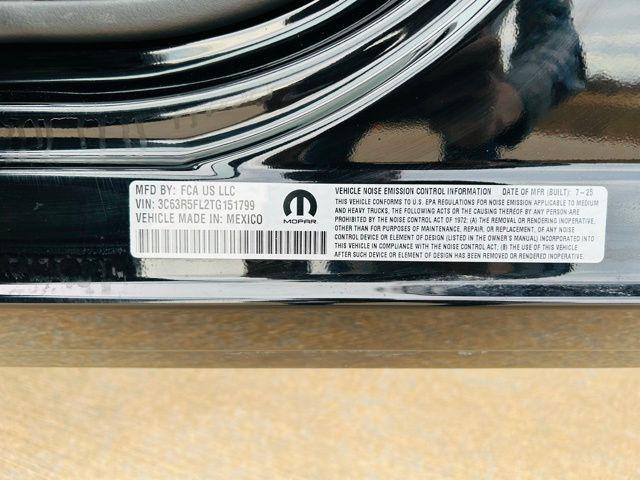 MFD BY: FCA US LLC
VIN: 3C63R5FL2TG151799
VEHICLE MADE IN: MEXICO
MOPAR
VEHICLE NOISE EMISSION CONTROL INFORMATION DATE OF MFR (BUILT): 7-25
THIS VEHICLE CONFORMS TO U.S. EPA REGULATIONS FOR NOISE EMISSION APPLICABLE TO MEDIUM
AND HEAVY TRUCKS. THE FOLLOWING ACTS OR THE CAUSING THEREOF BY ANY PERSON ARE
PROHIBITED BY THE NOISE CONTROL ACT OF 1972: (A) THE REMOVAL OR RENDERING INOPERATIVE,
OTHER THAN FOR PURPOSES OF MAINTENANCE, REPAIR, OR REPLACEMENT, OF ANY NOISE
CONTROL DEVICE OR ELEMENT OF DESIGN (LISTED IN THE OWNER'S MANUAL) INCORPORATED INTO
THIS VEHICLE IN COMPLIANCE WITH THE NOISE CONTROL ACT; (B) THE USE OF THIS VEHICLE
AFTER SUCH DEVICE OR ELEMENT OF DESIGN HAS BEEN REMOVED OR RENDERED INOPERATIVE.